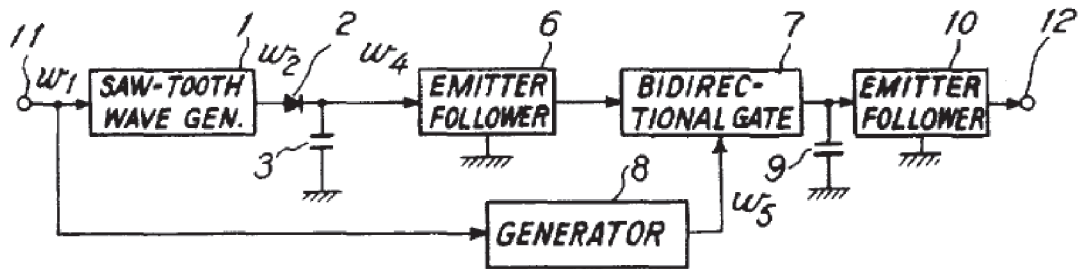 11
w1
1
SAW-TOOTH
WAVE GEN.
w2
2
3
w4
6
EMITTER
FOLLOWER
7
BIDIREC-
TIONAL GATE
9
10
EMITTER
FOLLOWER
12
8
GENERATOR
w5